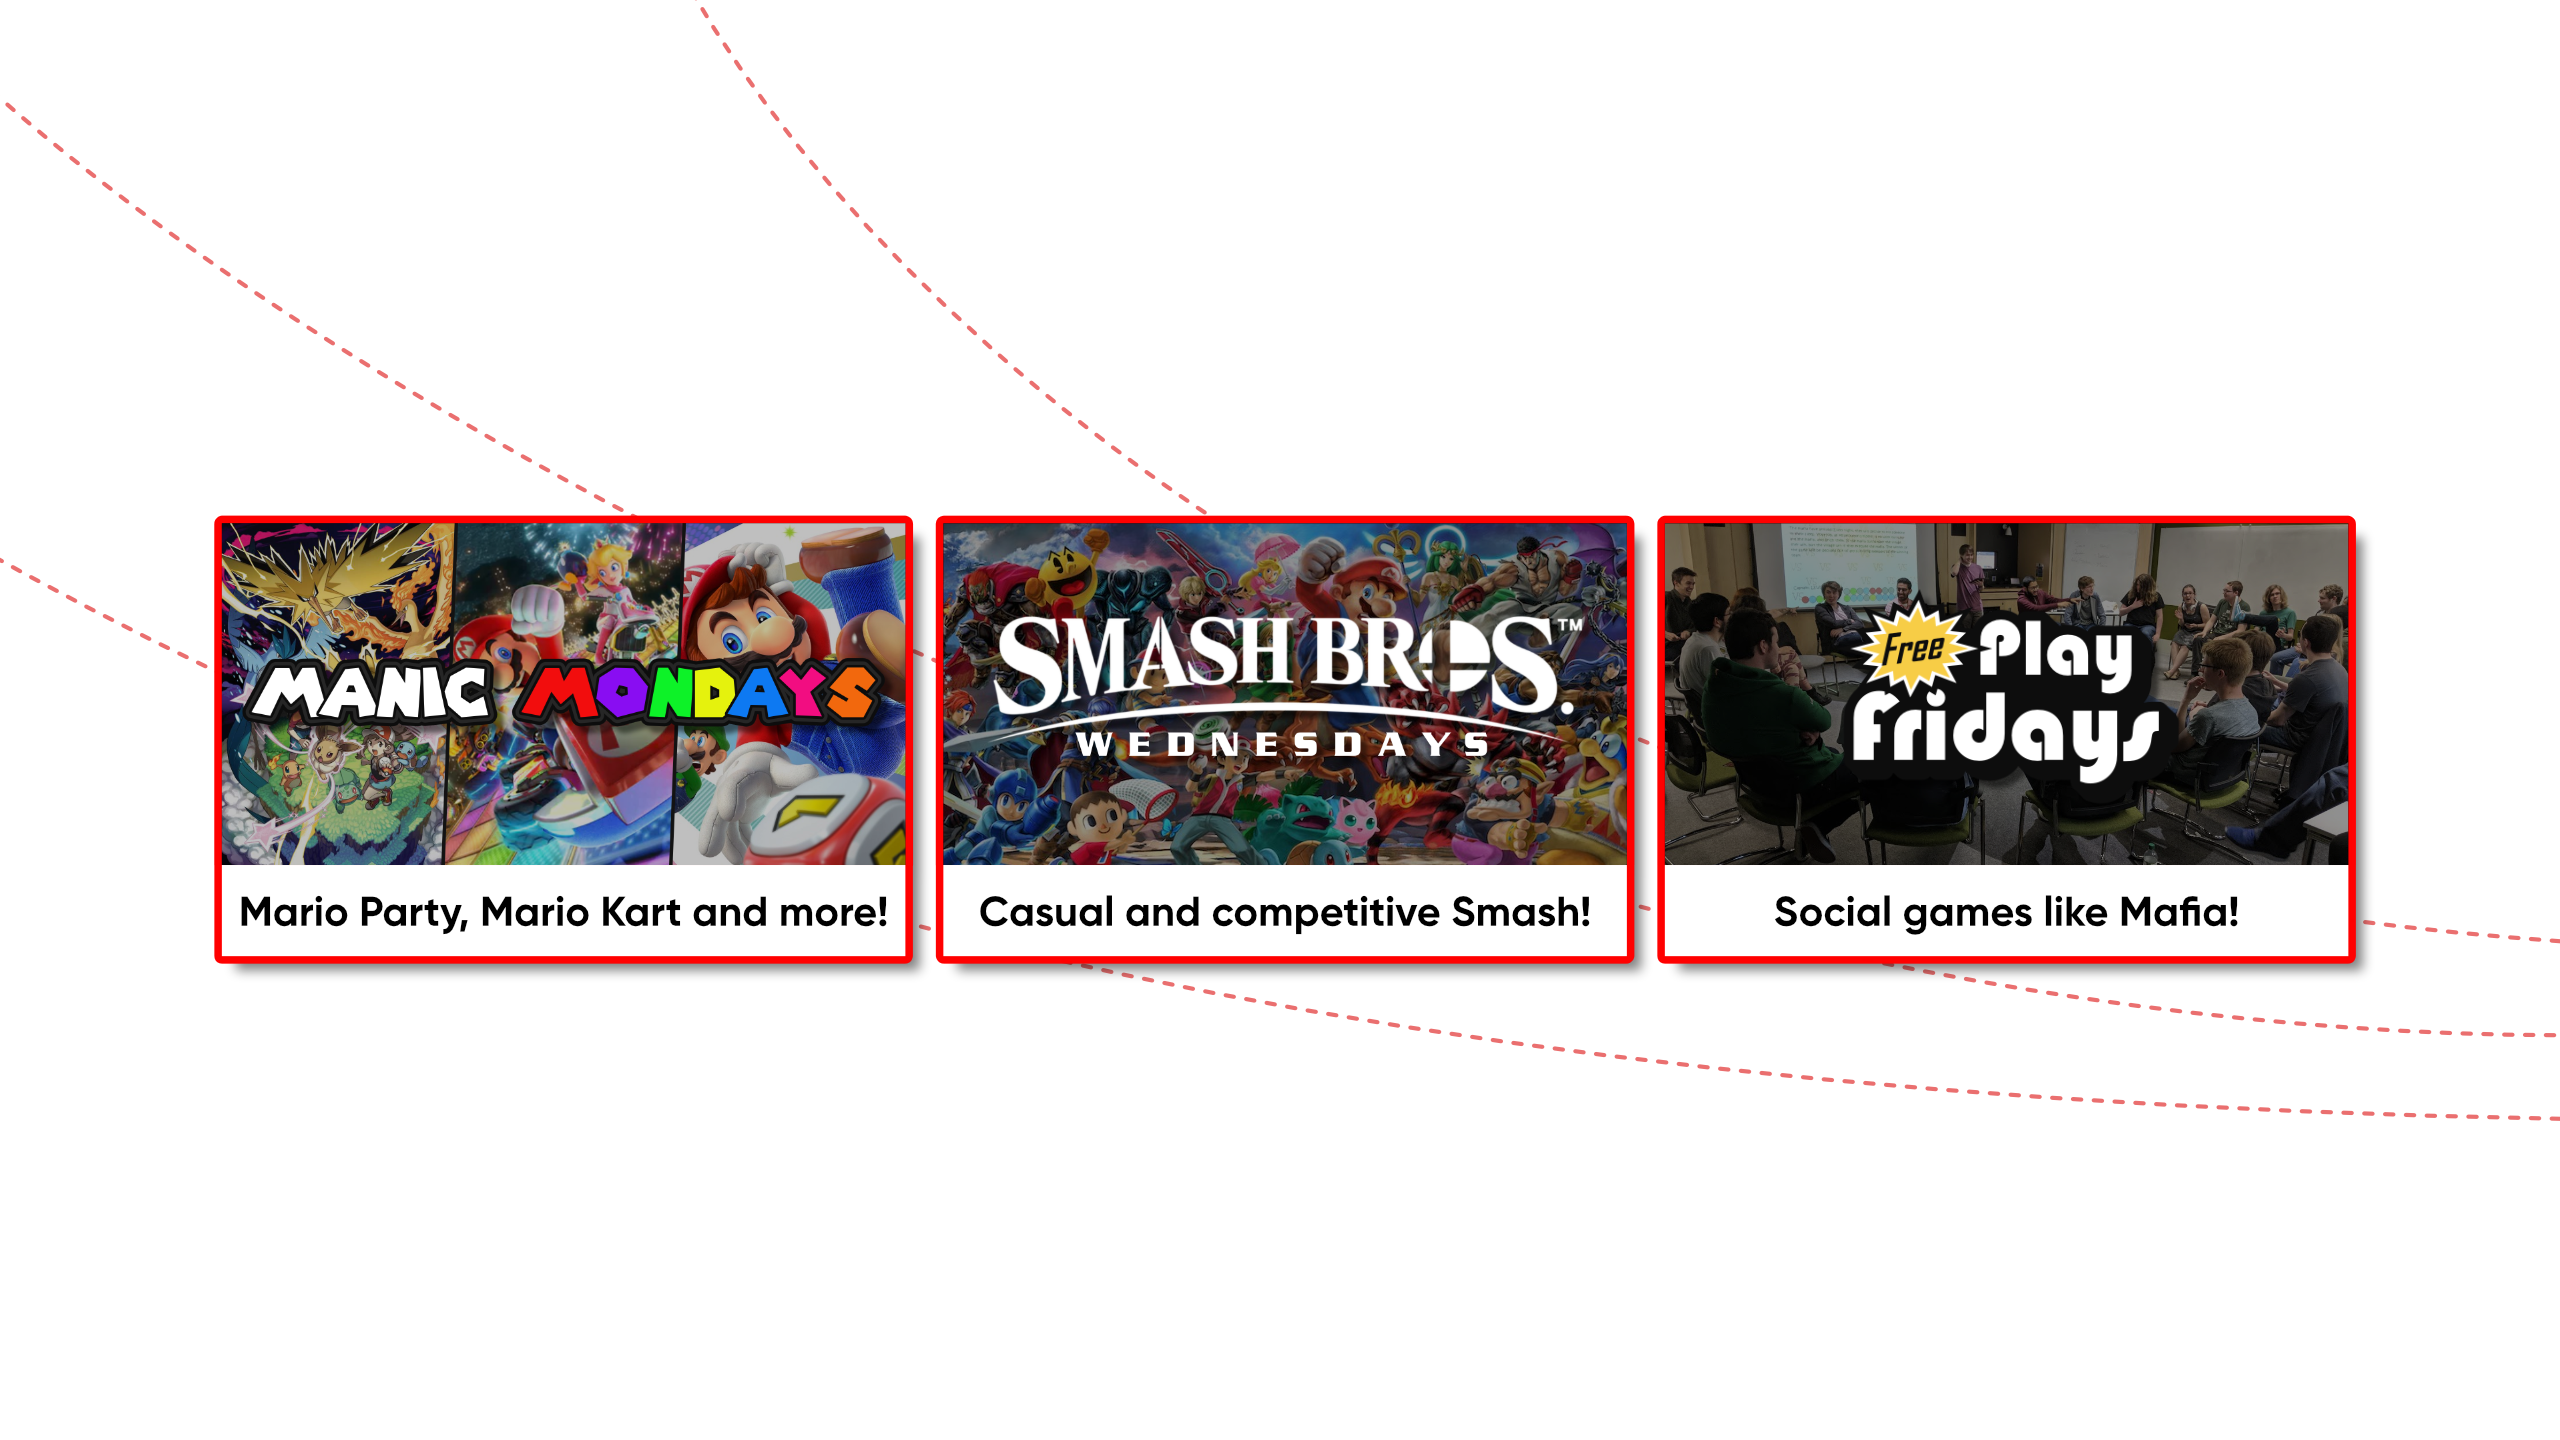 MANIC MONDAYS
Mario Party, Mario Kart and more!
SMASH BROS.™
WEDNESDAYS
Casual and competitive Smash!
Free Play
Fridays
Social games like Mafia!